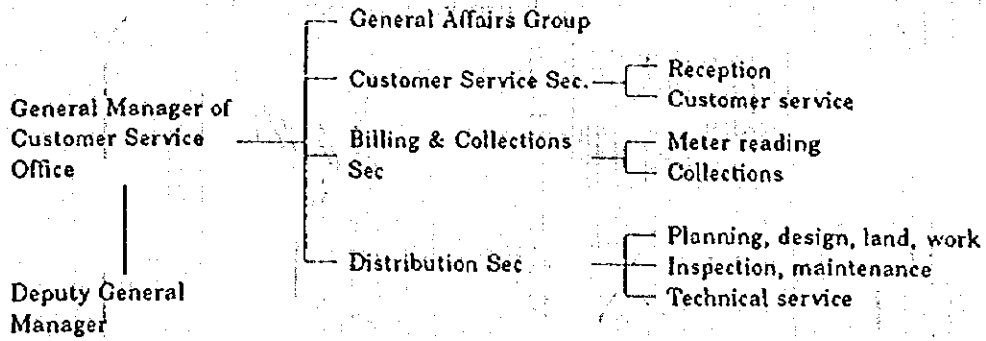 General Affairs Group
Customer Service Sec.
Reception
Customer service
General Manager of
Customer Service
Office
Billing & Collections
Sec
Meter reading
Collections
Distribution Sec
Planning, design, land, work
Inspection, maintenance
Technical service
Deputy General
Manager